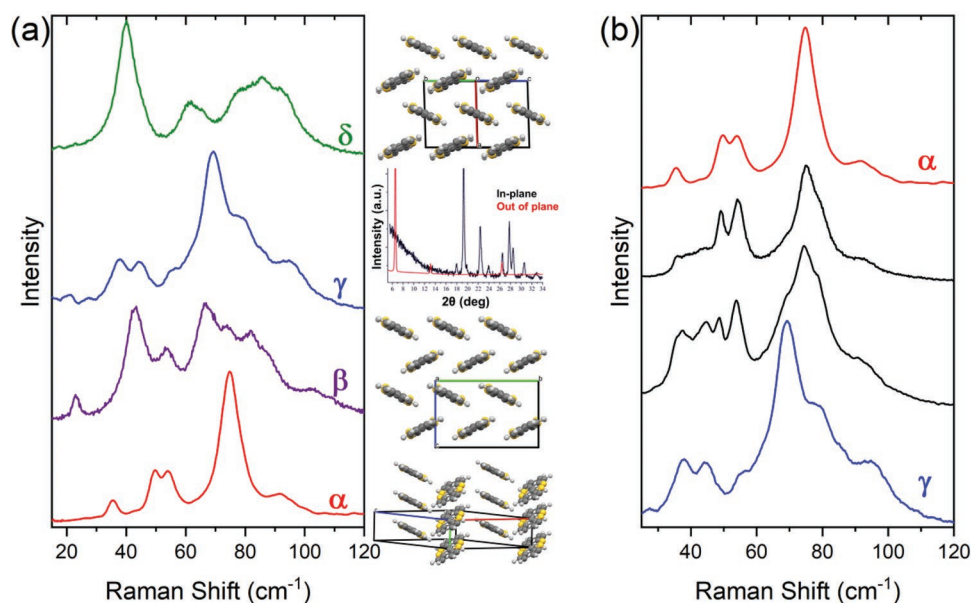 (a)
δ
γ
β
α
Intensity
15 20 40 60 80 100 120
Raman Shift (cm-1)
b o c
a
Intensity (a.u.)
In-plane
Out of plane
6 8 10 12 14 16 18 20 22 24 26 28 30 32 34
2θ (deg)
a b
c
(b)
α
γ
Intensity
40 60 80 100 120
Raman Shift (cm-1)